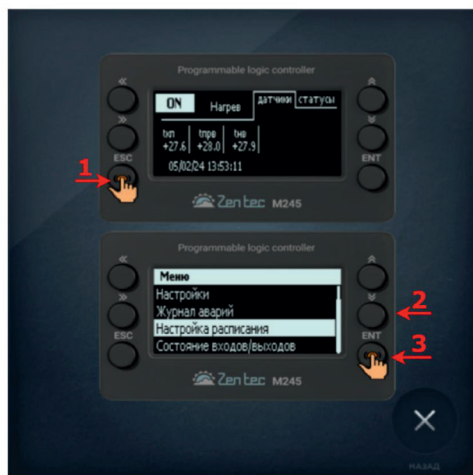 Programmable logic controller
«
ON Нагрев датчики статусы
»
tкп tпрв tнв
+27.6 +28.0 +27.9
ESC ENT
1
05/02/24 13:53:11
Zentec M245
Programmable logic controller
«
Меню
Настройки
»
Журнал аварий
2
Настройка расписания
ESC ENT
3
Состояние входов/выходов
Zentec M245
НАЗАД